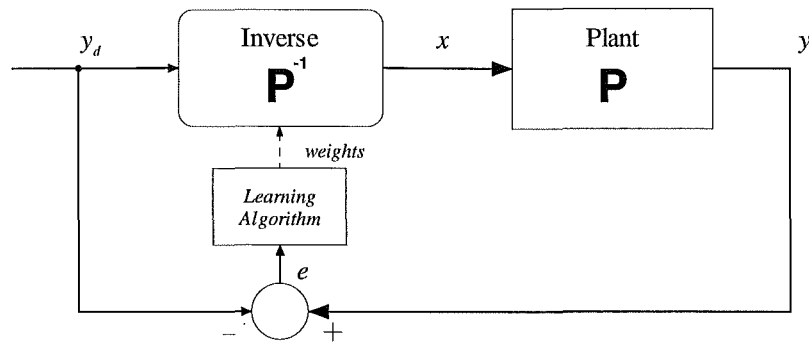 y_d
Inverse
P^-1
x
Plant
P
y
weights
Learning
Algorithm
e
−
+